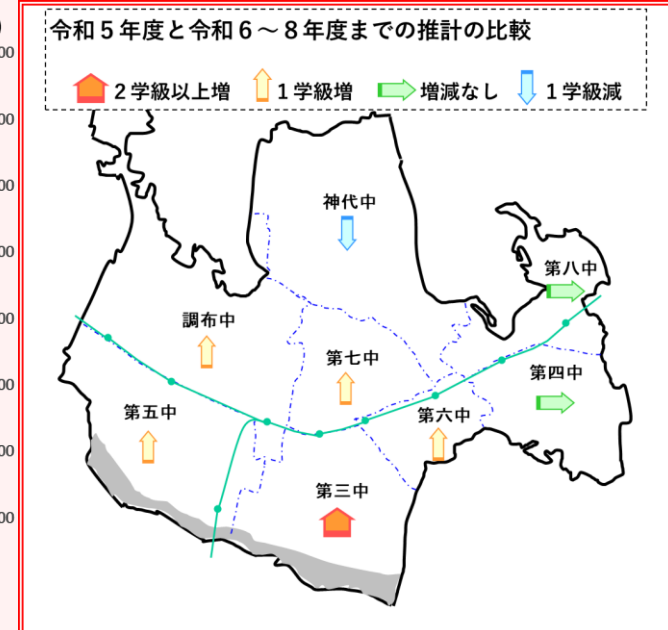 令和５年度と令和６～８年度までの推計の比較
２学級以上増 １学級増 増減なし １学級減
神代中
第八中
調布中
第七中
第四中
第五中
第六中
第三中